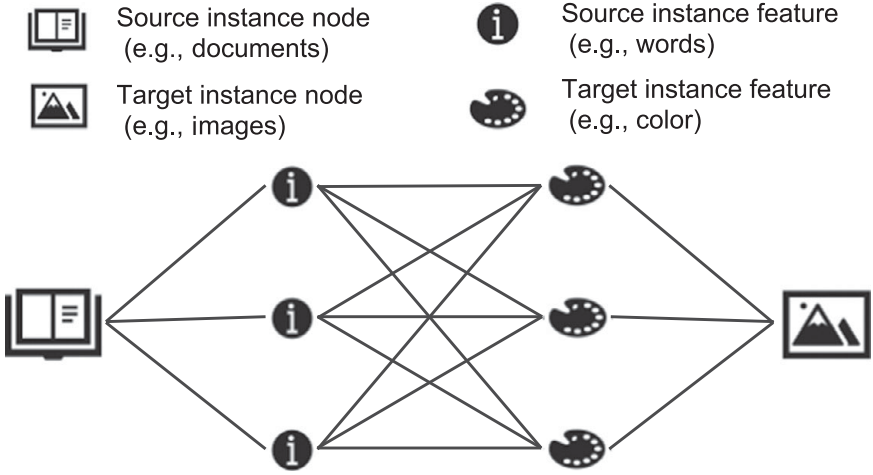 Source instance node
(e.g., documents)
Source instance feature
(e.g., words)
Target instance node
(e.g., images)
Target instance feature
(e.g., color)